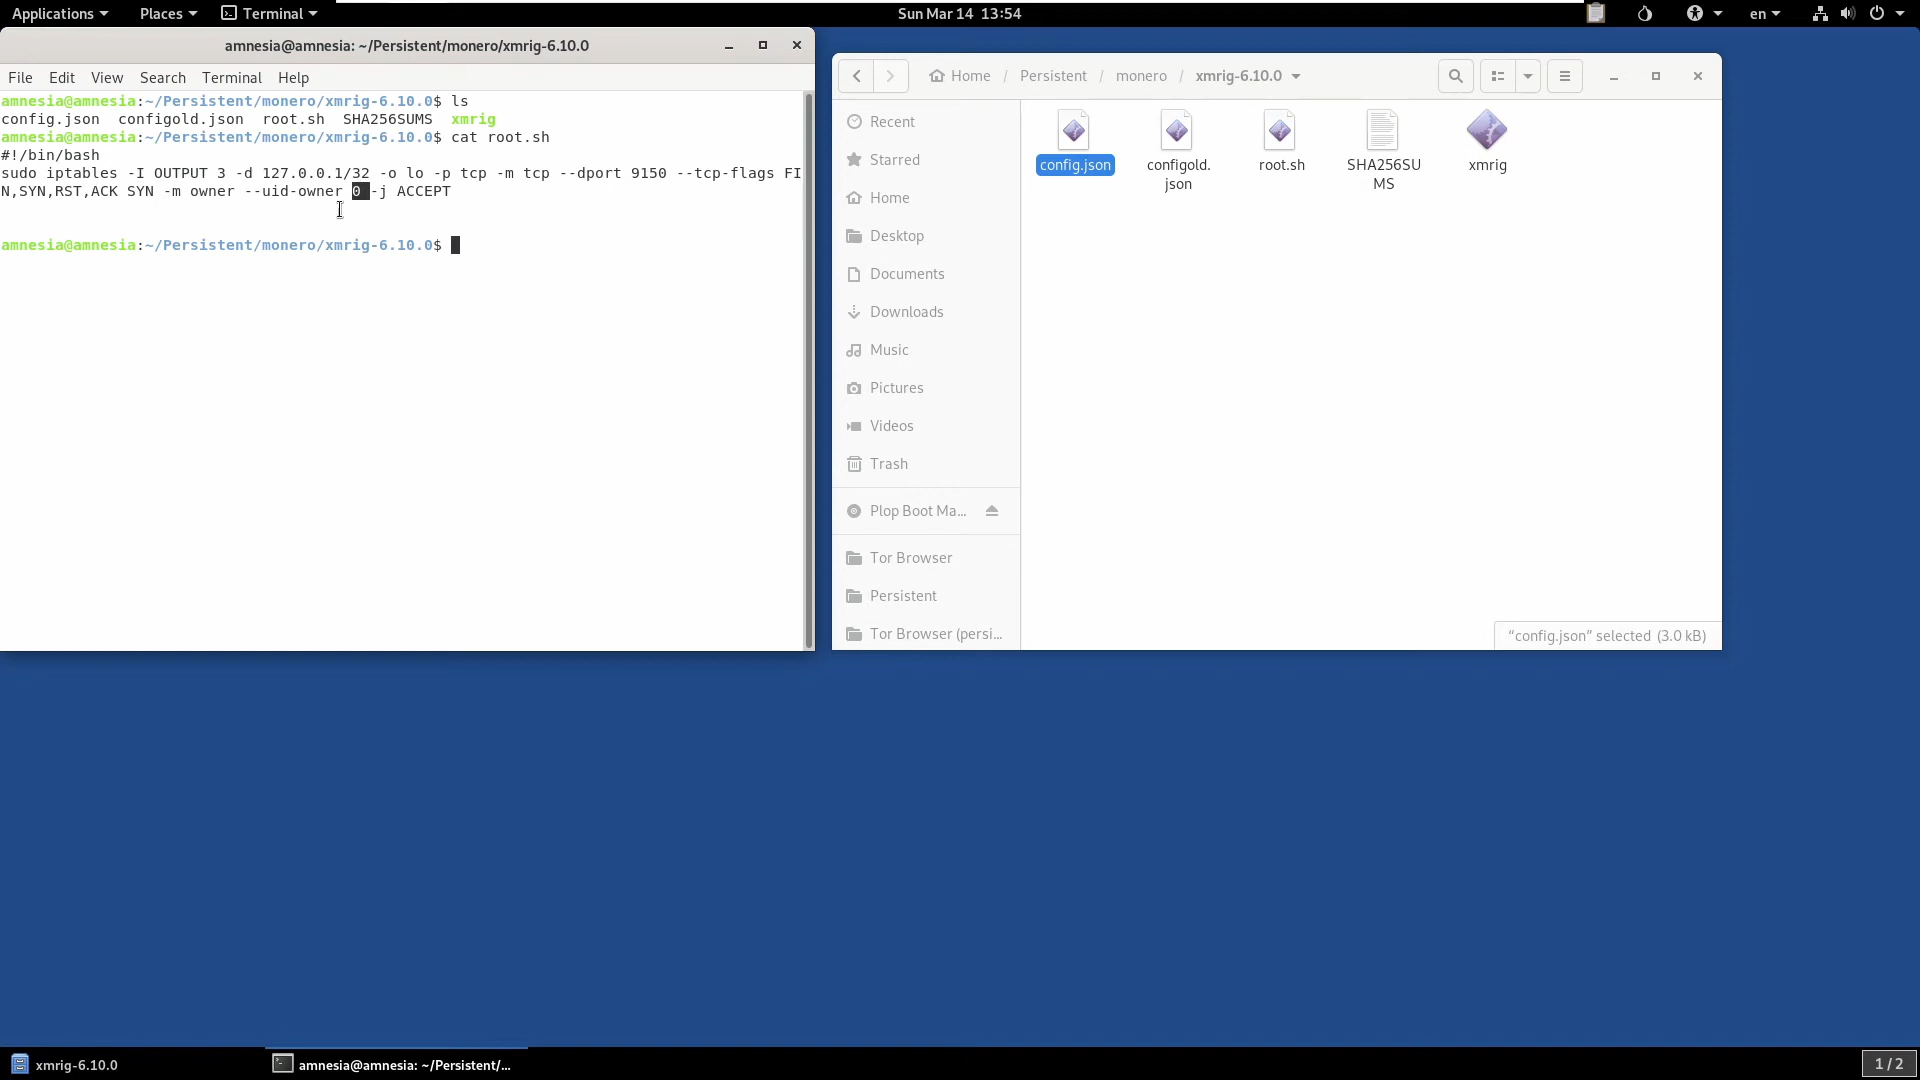 Applications
Places
Terminal
Sun Mar 14 13:54
en
amnesia@amnesia: ~/Persistent/monero/xmrig-6.10.0
File Edit View Search Terminal Help
amnesia@amnesia:~/Persistent/monero/xmrig-6.10.0$ ls
config.json configold.json root.sh SHA256SUMS xmrig
amnesia@amnesia:~/Persistent/monero/xmrig-6.10.0$ cat root.sh
#!/bin/bash
sudo iptables -I OUTPUT 3 -d 127.0.0.1/32 -o lo -p tcp -m tcp --dport 9150 --tcp-flags FI
N,SYN,RST,ACK SYN -m owner --uid-owner 0 -j ACCEPT
amnesia@amnesia:~/Persistent/monero/xmrig-6.10.0$
Home / Persistent / monero / xmrig-6.10.0
Recent
Starred
Home
Desktop
Documents
Downloads
Music
Pictures
Videos
Trash
Plop Boot Ma...
Tor Browser
Persistent
Tor Browser (persi...
config.json
configold.
json
root.sh
SHA256SU
MS
xmrig
“config.json” selected (3.0 kB)
xmrig-6.10.0
amnesia@amnesia: ~/Persistent/...
1 / 2